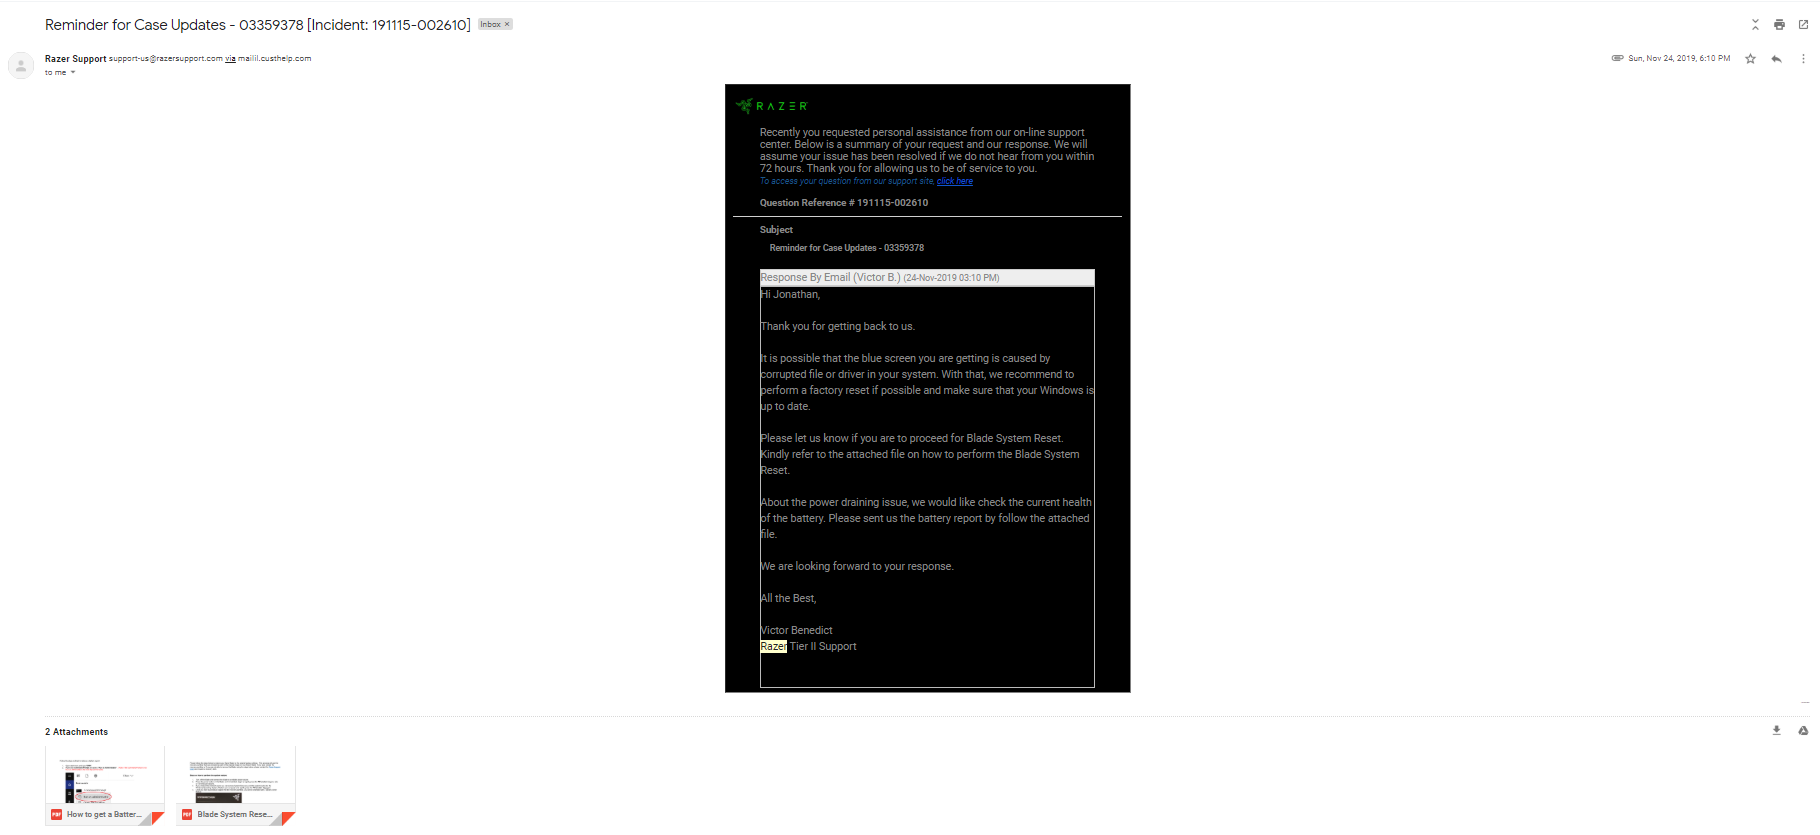 Reminder for Case Updates - 03359378 [Incident: 191115-002610] Inbox ×
Razer Support support-us@razersupport.com via mailil.custhelp.com
Sun, Nov 24, 2019, 6:10 PM
to me
RAZER
Recently you requested personal assistance from our on-line support
center. Below is a summary of your request and our response. We will
assume your issue has been resolved if we do not hear from you within
72 hours. Thank you for allowing us to be of service to you.
To access your question from our support site, click here
Question Reference # 191115-002610
Subject
Reminder for Case Updates - 03359378
Response By Email (Victor B.) (24-Nov-2019 03:10 PM)
Hi Jonathan,
Thank you for getting back to us.
It is possible that the blue screen you are getting is caused by
corrupted file or driver in your system. With that, we recommend to
perform a factory reset if possible and make sure that your Windows is
up to date.
Please let us know if you are to proceed for Blade System Reset.
Kindly refer to the attached file on how to perform the Blade System
Reset.
About the power draining issue, we would like check the current health
of the battery. Please sent us the battery report by follow the attached
file.
We are looking forward to your response.
All the Best,
Victor Benedict
Razer Tier II Support
2 Attachments
PDF How to get a Batter...
PDF Blade System Rese...